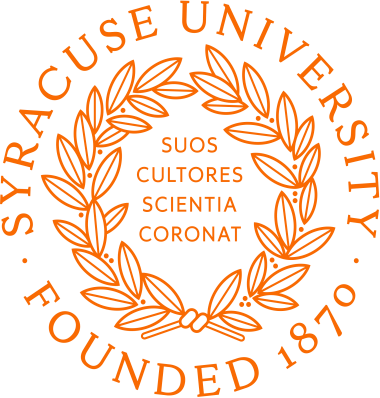 SYRACUSE UNIVERSITY
SUOS
CULTORES
SCIENTIA
CORONAT
FOUNDED 1870